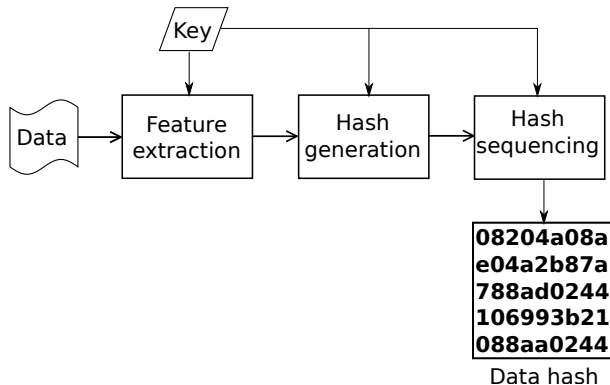 Key
Data
Feature
extraction
Hash
generation
Hash
sequencing
08204a08a
e04a2b87a
788ad0244
106993b21
088aa0244
Data hash